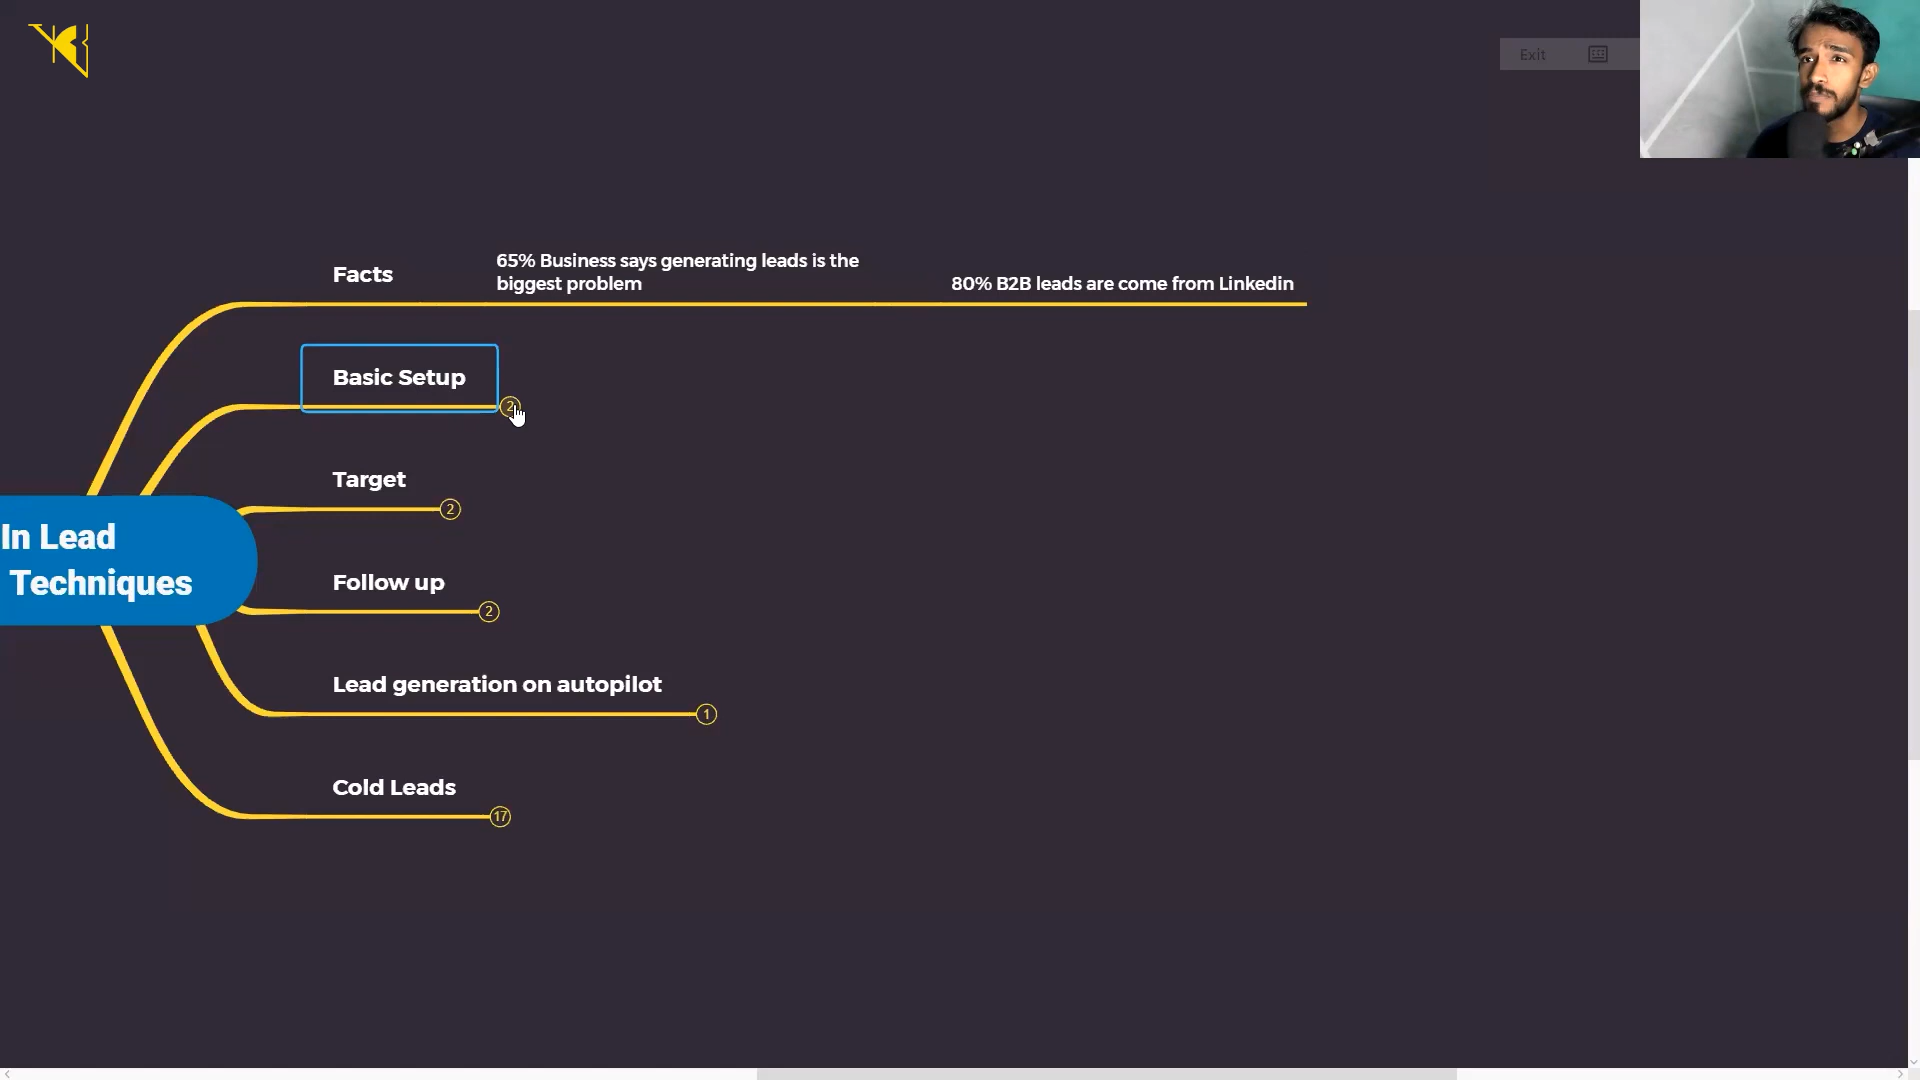 Exit
Facts
65% Business says generating leads is the
biggest problem
80% B2B leads are come from Linkedin
Basic Setup
2
Target
2
In Lead
Techniques
Follow up
2
Lead generation on autopilot
1
Cold Leads
17